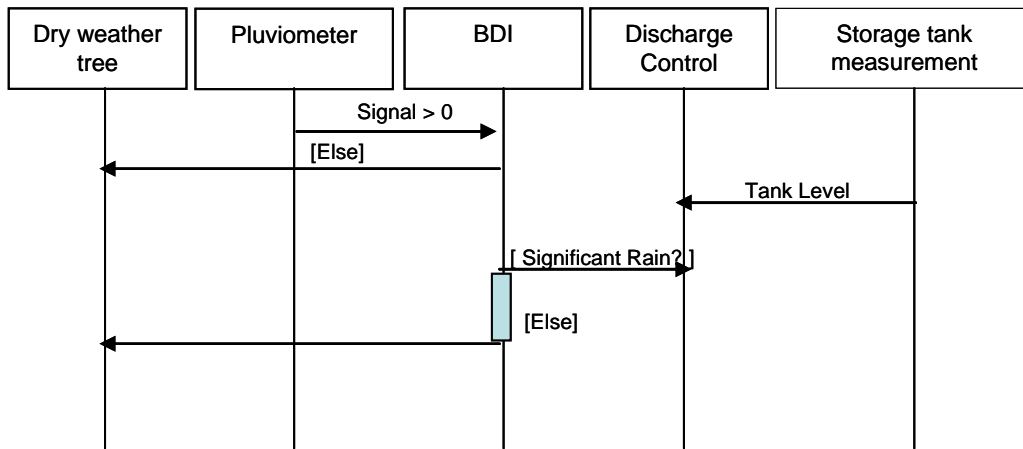 Dry weather
tree
Pluviometer
BDI
Discharge
Control
Storage tank
measurement
Signal > 0
[Else]
Tank Level
[ Significant Rain? ]
[Else]